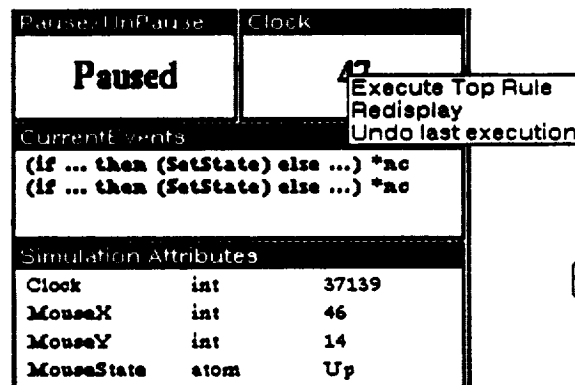 Pause/UnPause Clock
Paused 47
Execute Top Rule
Redisplay
Undo last execution
CurrentEvents
(if ... then (SetState) else ...) *nc
(if ... then (SetState) else ...) *nc
Simulation Attributes
Clock int 37139
MouseX int 46
MouseY int 14
MouseState atom Up